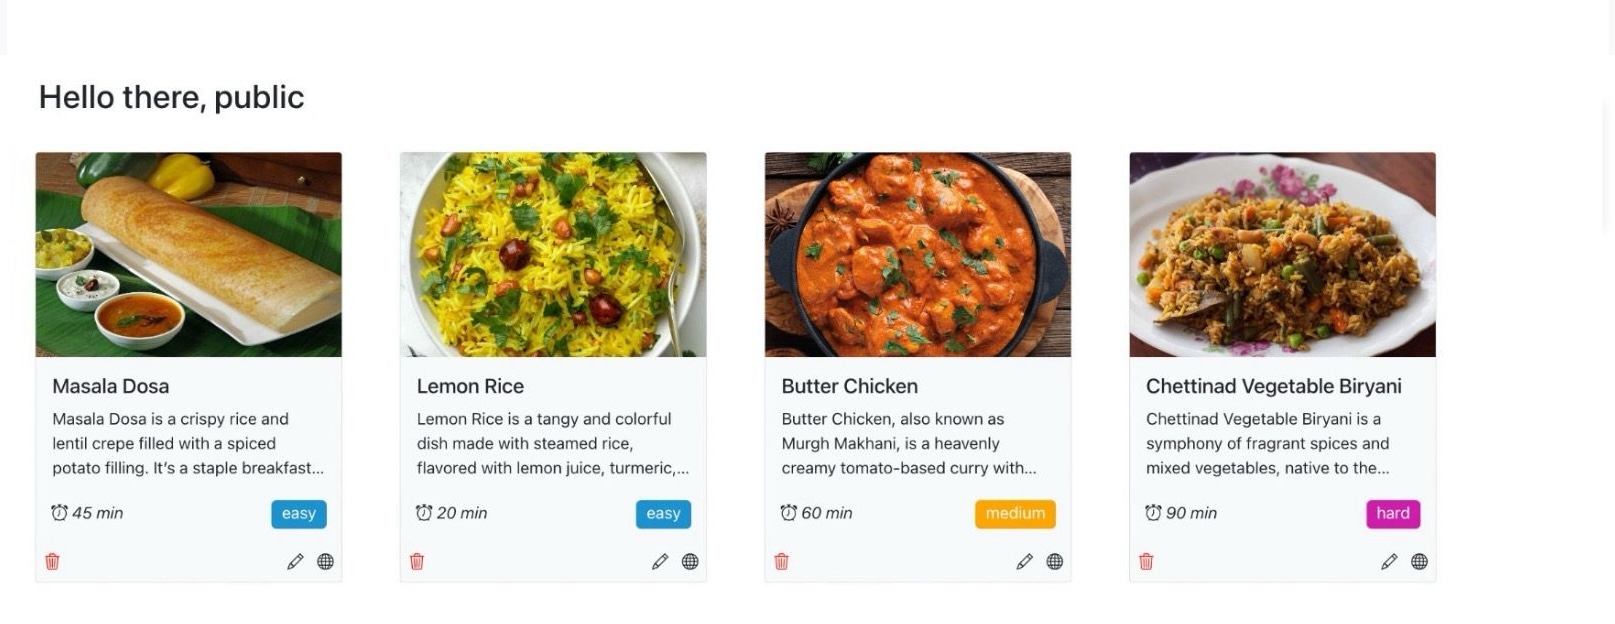 Hello there, public
Masala Dosa
Masala Dosa is a crispy rice and
lentil crepe filled with a spiced
potato filling. It's a staple breakfast...
45 min
easy
Lemon Rice
Lemon Rice is a tangy and colorful
dish made with steamed rice,
flavored with lemon juice, turmeric,...
20 min
easy
Butter Chicken
Butter Chicken, also known as
Murgh Makhani, is a heavenly
creamy tomato-based curry with...
60 min
medium
Chettinad Vegetable Biryani
Chettinad Vegetable Biryani is a
symphony of fragrant spices and
mixed vegetables, native to the...
90 min
hard